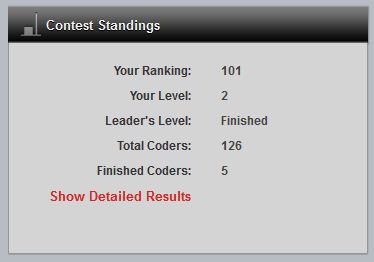 Contest Standings
Your Ranking: 101
Your Level: 2
Leader's Level: Finished
Total Coders: 126
Finished Coders: 5
Show Detailed Results